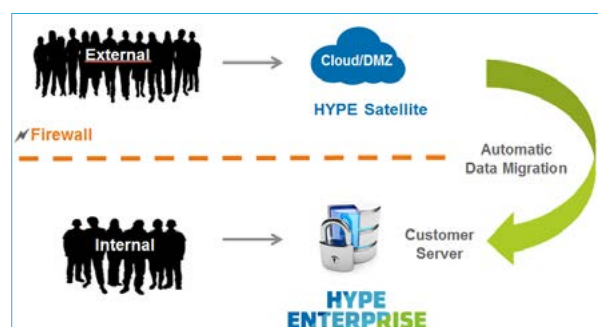 External
Cloud/DMZ
HYPE Satellite
Firewall
Automatic
Data Migration
Internal
Customer
Server
HYPE
ENTERPRISE